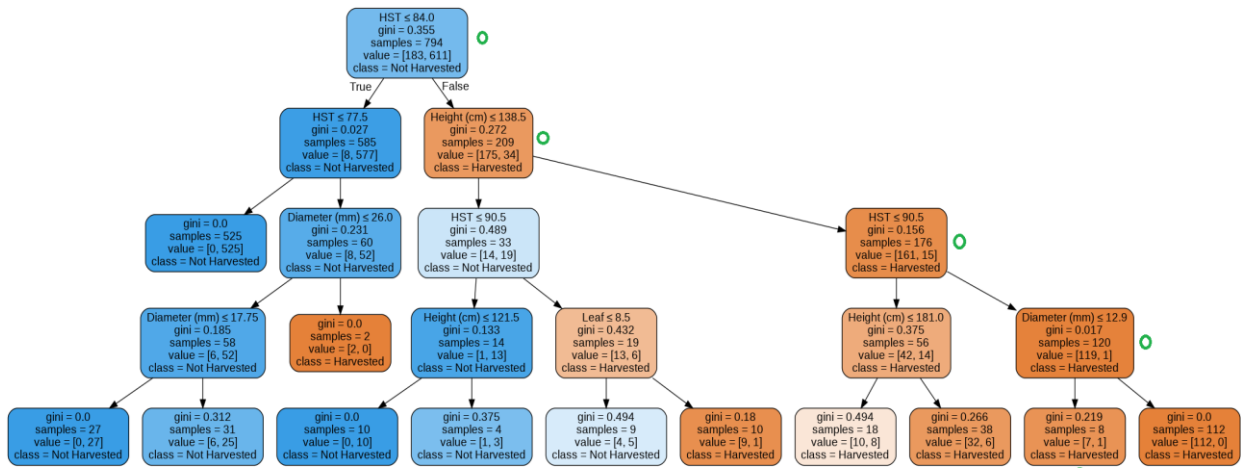 HST ≤ 84.0
gini = 0.355
samples = 794
value = [183, 611]
class = Not Harvested
True
False
HST ≤ 77.5
gini = 0.027
samples = 585
value = [8, 577]
class = Not Harvested
Height (cm) ≤ 138.5
gini = 0.272
samples = 209
value = [175, 34]
class = Harvested
gini = 0.0
samples = 525
value = [0, 525]
class = Not Harvested
Diameter (mm) ≤ 26.0
gini = 0.231
samples = 60
value = [8, 52]
class = Not Harvested
HST ≤ 90.5
gini = 0.489
samples = 33
value = [14, 19]
class = Not Harvested
HST ≤ 90.5
gini = 0.156
samples = 176
value = [161, 15]
class = Harvested
Diameter (mm) ≤ 17.75
gini = 0.185
samples = 58
value = [6, 52]
class = Not Harvested
gini = 0.0
samples = 2
value = [2, 0]
class = Harvested
Height (cm) ≤ 121.5
gini = 0.133
samples = 14
value = [1, 13]
class = Not Harvested
Leaf ≤ 8.5
gini = 0.432
samples = 19
value = [13, 6]
class = Harvested
Height (cm) ≤ 181.0
gini = 0.375
samples = 56
value = [42, 14]
class = Harvested
Diameter (mm) ≤ 12.9
gini = 0.017
samples = 120
value = [119, 1]
class = Harvested
gini = 0.0
samples = 27
value = [0, 27]
class = Not Harvested
gini = 0.312
samples = 31
value = [6, 25]
class = Not Harvested
gini = 0.0
samples = 10
value = [0, 10]
class = Not Harvested
gini = 0.375
samples = 4
value = [1, 3]
class = Not Harvested
gini = 0.494
samples = 9
value = [4, 5]
class = Not Harvested
gini = 0.18
samples = 10
value = [9, 1]
class = Harvested
gini = 0.494
samples = 18
value = [10, 8]
class = Harvested
gini = 0.266
samples = 38
value = [32, 6]
class = Harvested
gini = 0.219
samples = 8
value = [7, 1]
class = Harvested
gini = 0.0
samples = 112
value = [112, 0]
class = Harvested